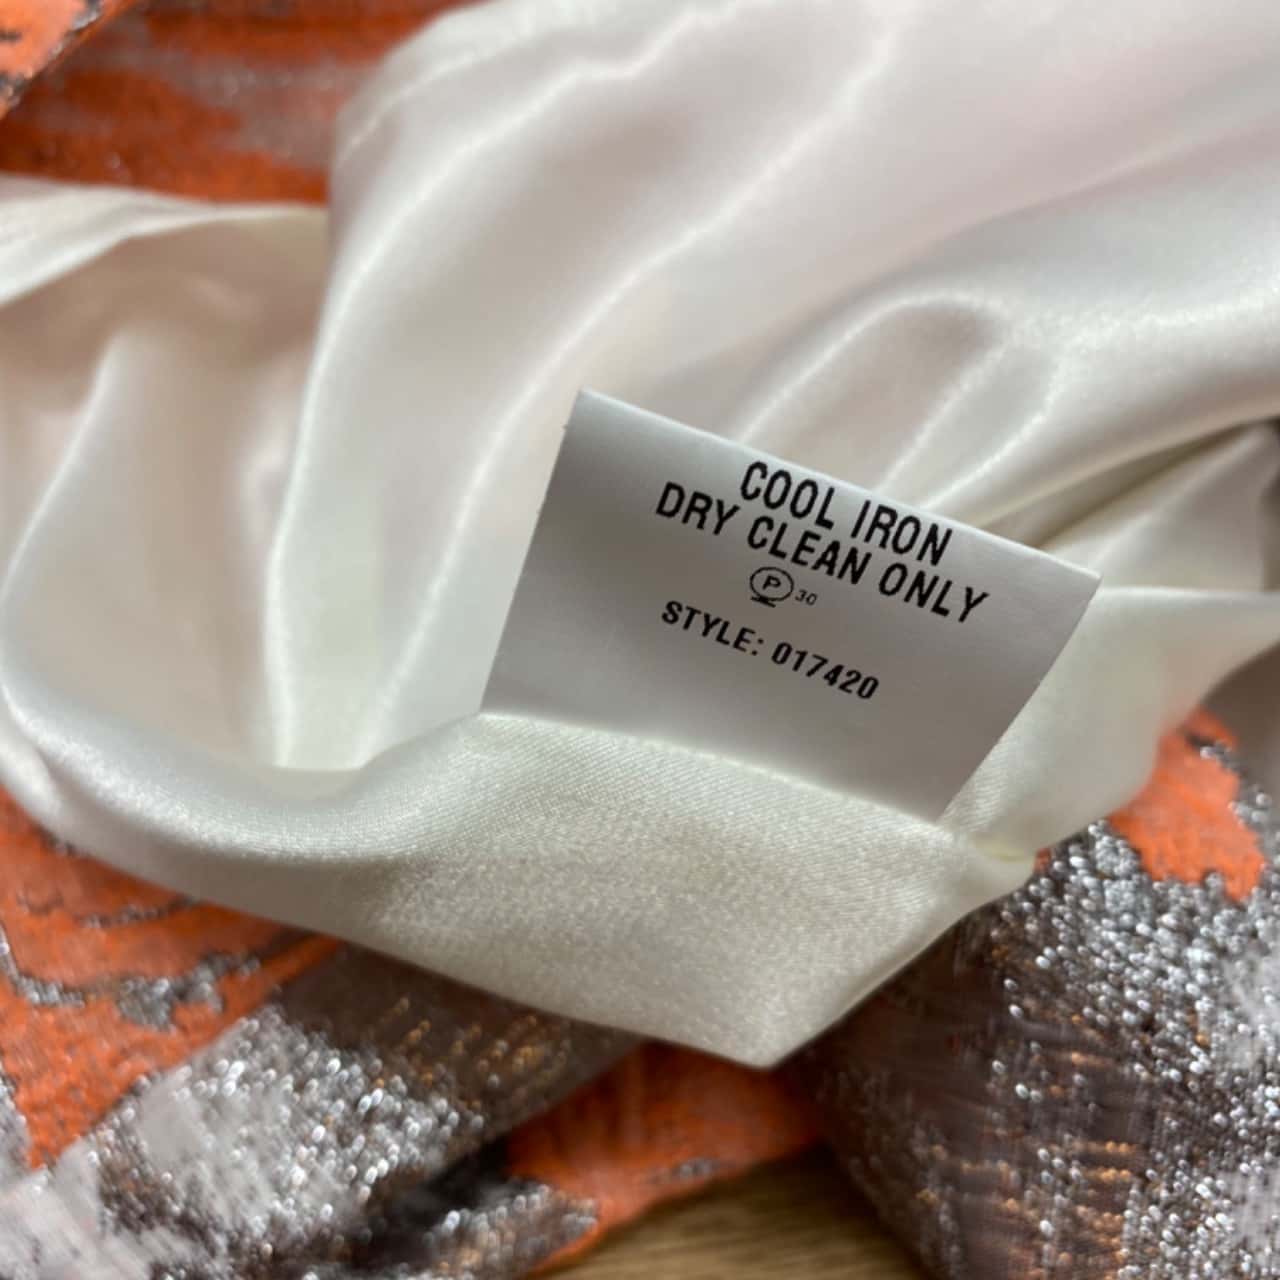 COOL IRON
DRY CLEAN ONLY
P 30
STYLE: 017420